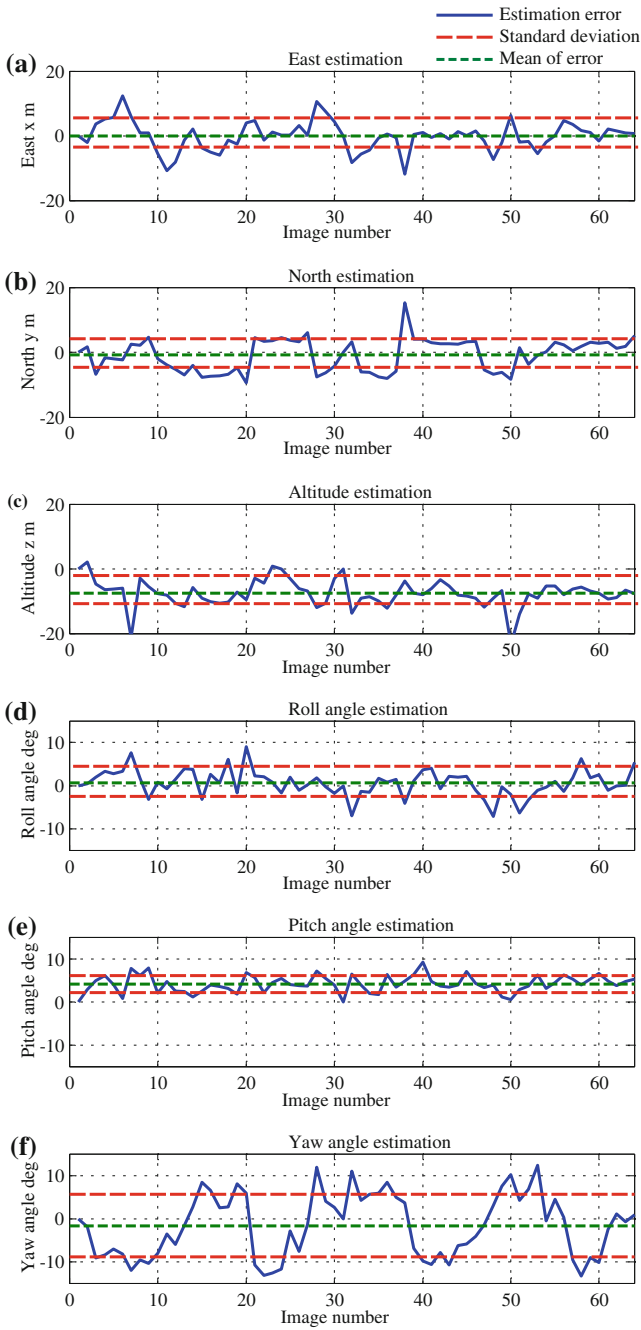 Estimation error
Standard deviation
Mean of error
(a)
East estimation
20
0
-20
East x m
0 10 20 30 40 50 60
Image number
(b)
North estimation
20
0
-20
North y m
0 10 20 30 40 50 60
Image number
(c)
Altitude estimation
20
0
-20
Altitude z m
0 10 20 30 40 50 60
Image number
(d)
Roll angle estimation
10
0
-10
Roll angle deg
0 10 20 30 40 50 60
Image number
(e)
Pitch angle estimation
10
0
-10
Pitch angle deg
0 10 20 30 40 50 60
Image number
(f)
Yaw angle estimation
10
0
-10
Yaw angle deg
0 10 20 30 40 50 60
Image number